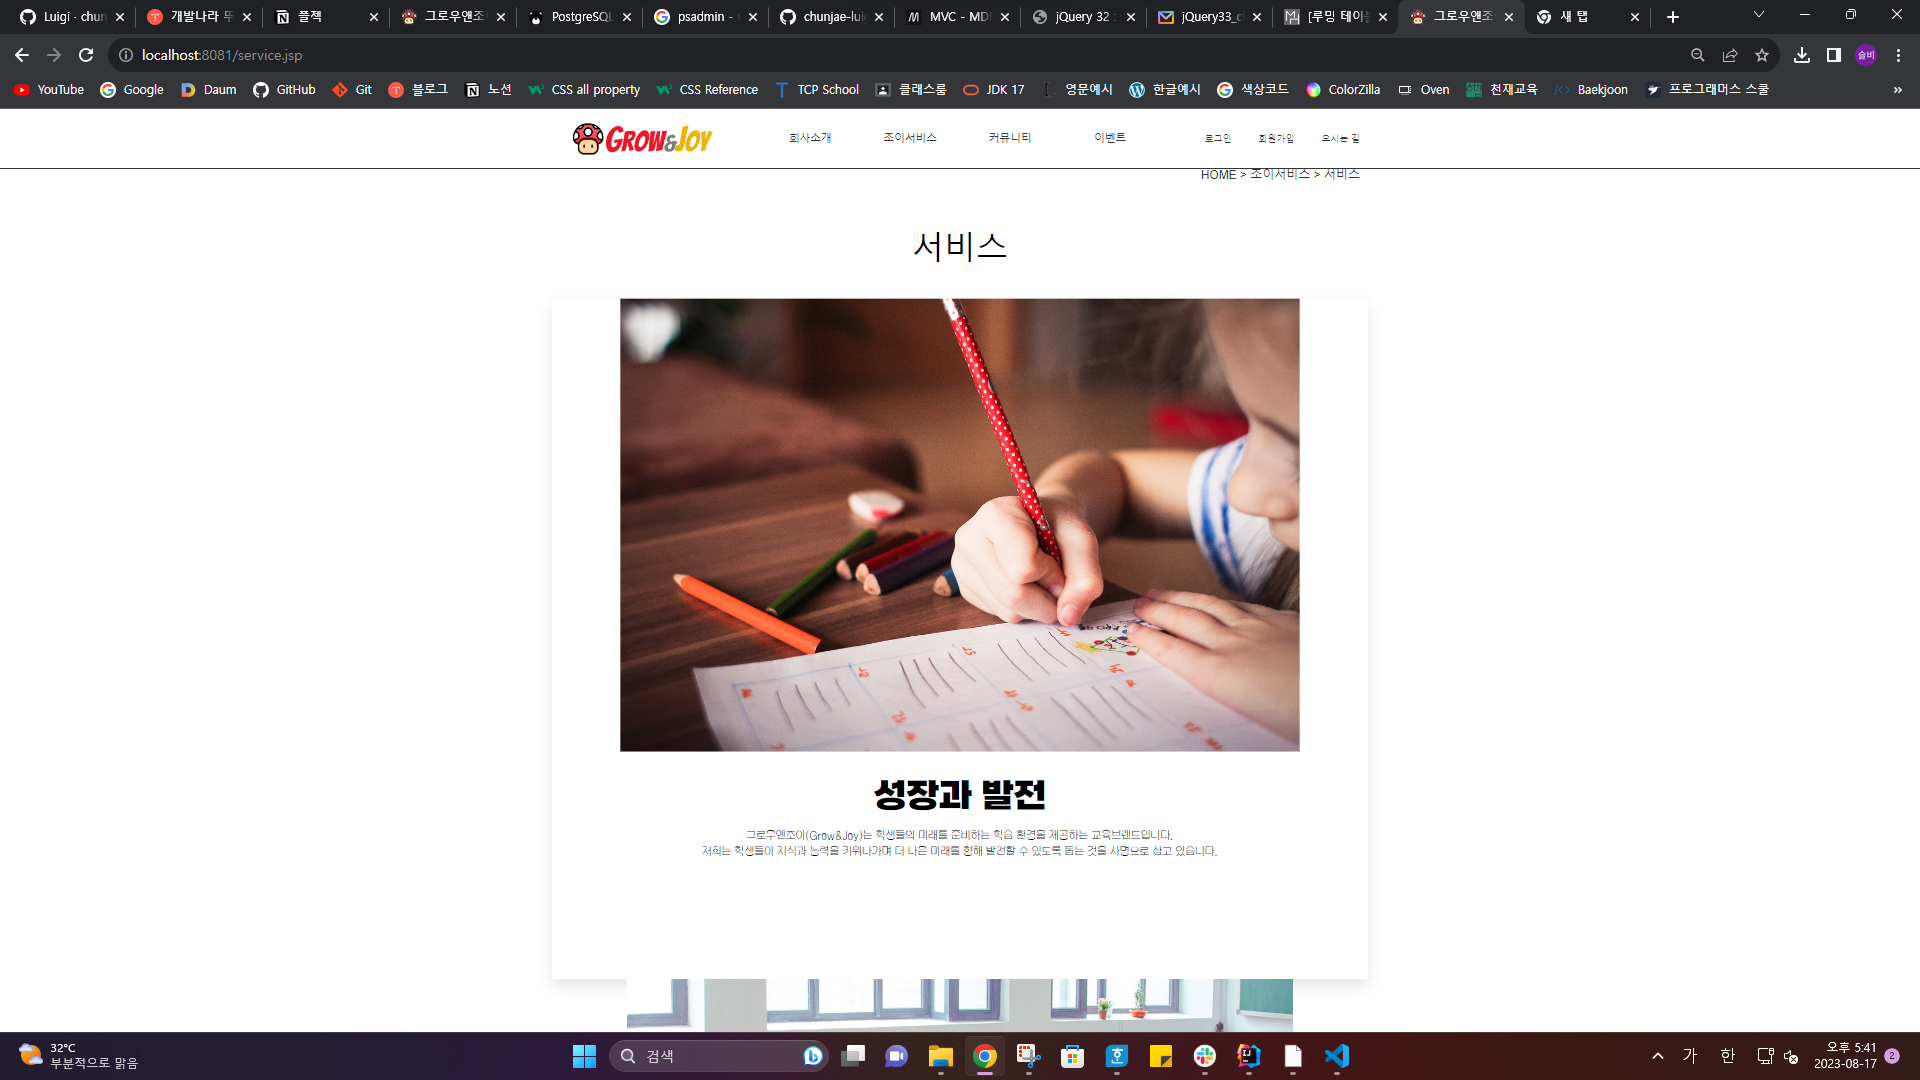 Luigi · chun
개발나라 뚜
플젝
그로우앤조
PostgreSQL
psadmin -
chunjae-lui
MVC - MD
jQuery 32
jQuery33_c
[루밍 테이
그로우앤조
새 탭
localhost:8081/service.jsp
슬비
YouTube
Google
Daum
GitHub
Git
블로그
노션
CSS all property
CSS Reference
TCP School
클래스룸
JDK 17
영문예시
한글예시
색상코드
ColorZilla
Oven
천재교육
Baekjoon
프로그래머스 스쿨
»
GROW&JOY
회사소개
조이서비스
커뮤니티
이벤트
로그인
회원가입
오시는 길
HOME > 조이서비스 > 서비스
서비스
성장과 발전
그로우앤조이(Grow&Joy)는 학생들의 미래를 준비하는 학습 환경을 제공하는 교육브랜드입니다.
저희는 학생들이 지식과 능력을 키워나가며 더 나은 미래를 향해 발전할 수 있도록 돕는 것을 사명으로 삼고 있습니다.
32°C
부분적으로 맑음
검색
가
한
오후 5:41
2023-08-17
2